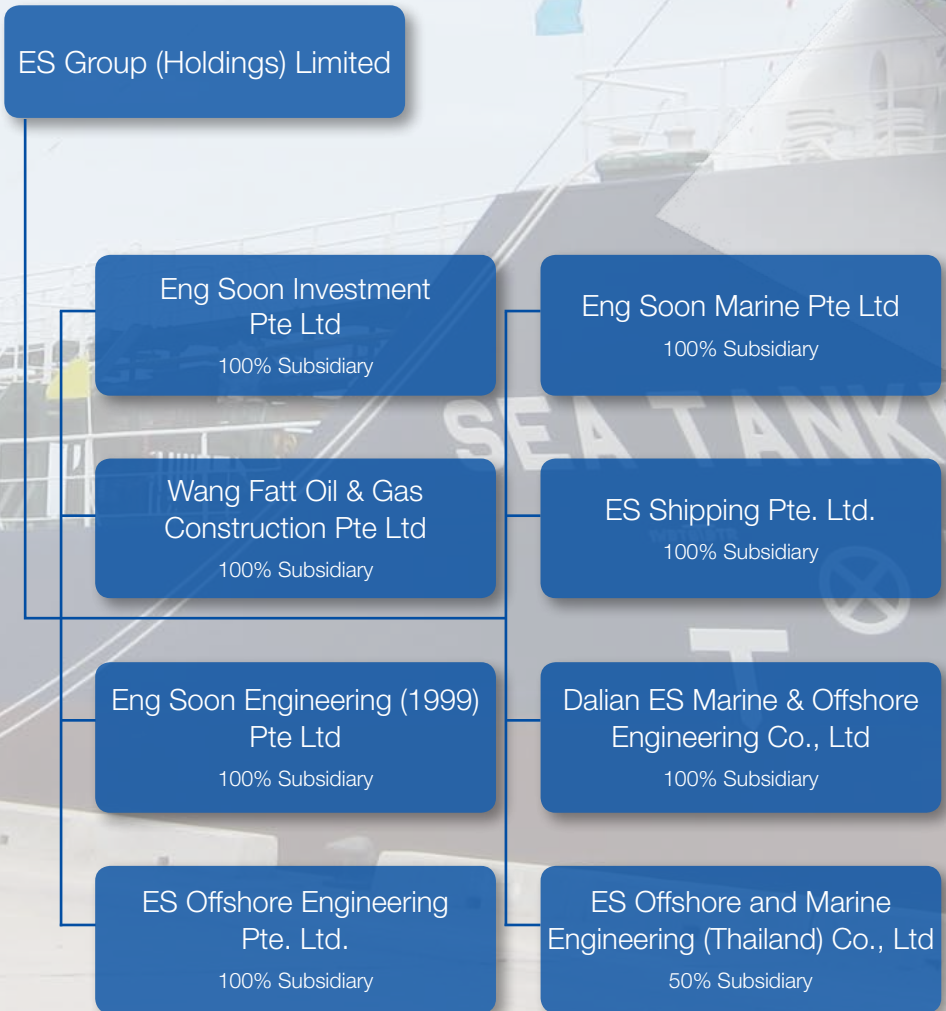 ES Group (Holdings) Limited
Eng Soon Investment
Pte Ltd
100% Subsidiary
Eng Soon Marine Pte Ltd
100% Subsidiary
SEA TANK
Wang Fatt Oil & Gas
Construction Pte Ltd
100% Subsidiary
ES Shipping Pte. Ltd.
100% Subsidiary
T
Eng Soon Engineering (1999)
Pte Ltd
100% Subsidiary
Dalian ES Marine & Offshore
Engineering Co., Ltd
100% Subsidiary
ES Offshore Engineering
Pte. Ltd.
100% Subsidiary
ES Offshore and Marine
Engineering (Thailand) Co., Ltd
50% Subsidiary